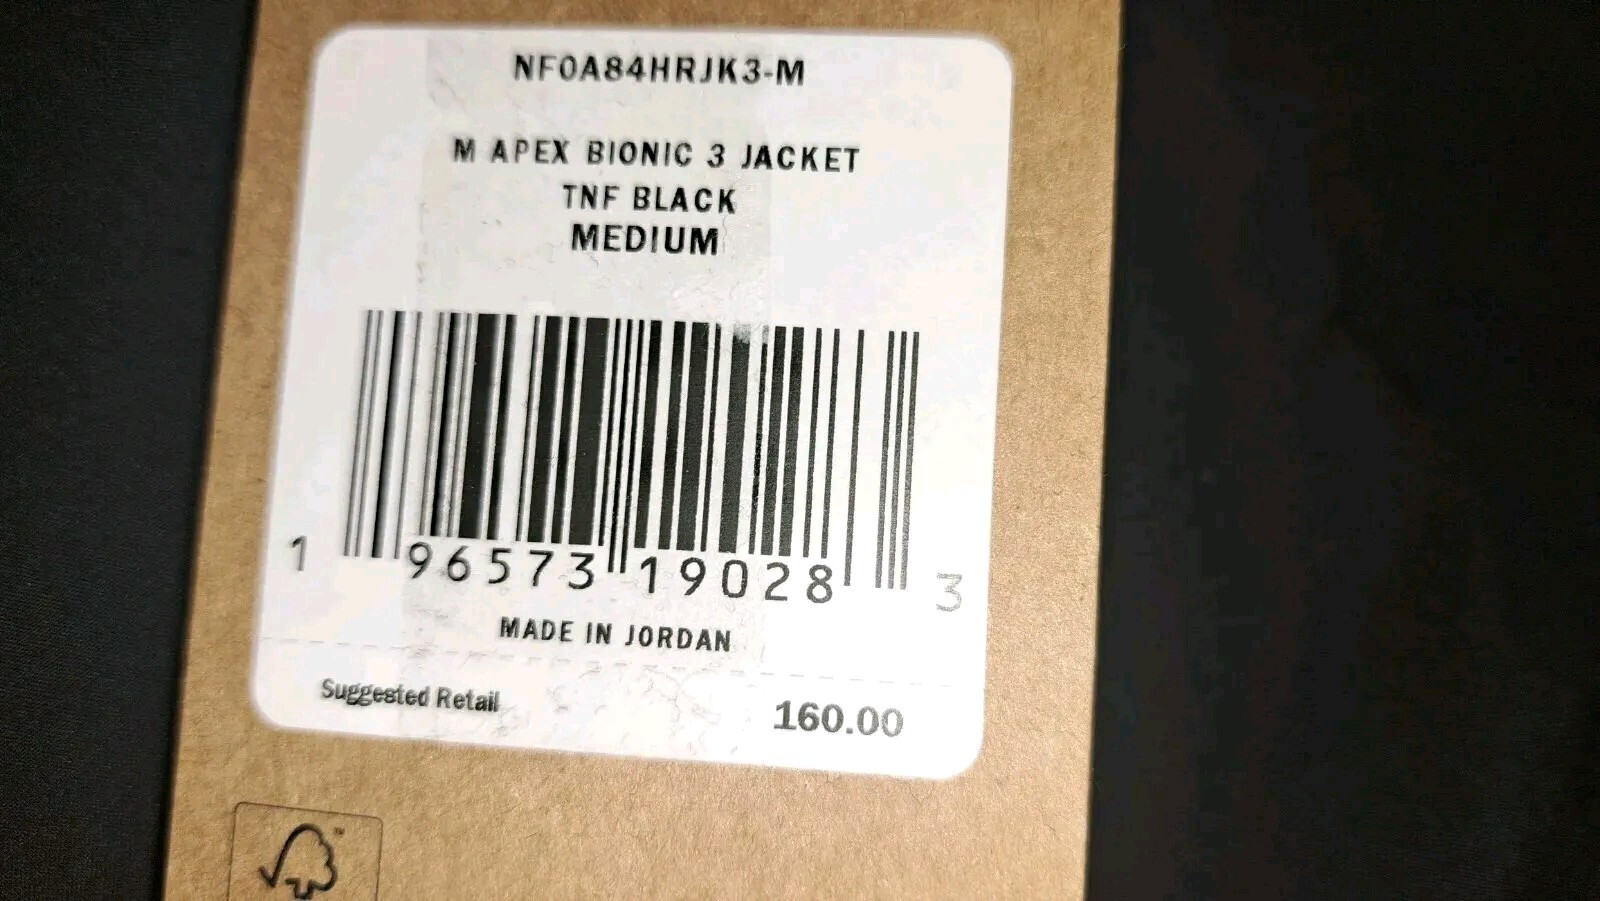 NF0A84HRJK3-M
M APEX BIONIC 3 JACKET
TNF BLACK
MEDIUM
1 96573 19028 3
MADE IN JORDAN
Suggested Retail 160.00
™